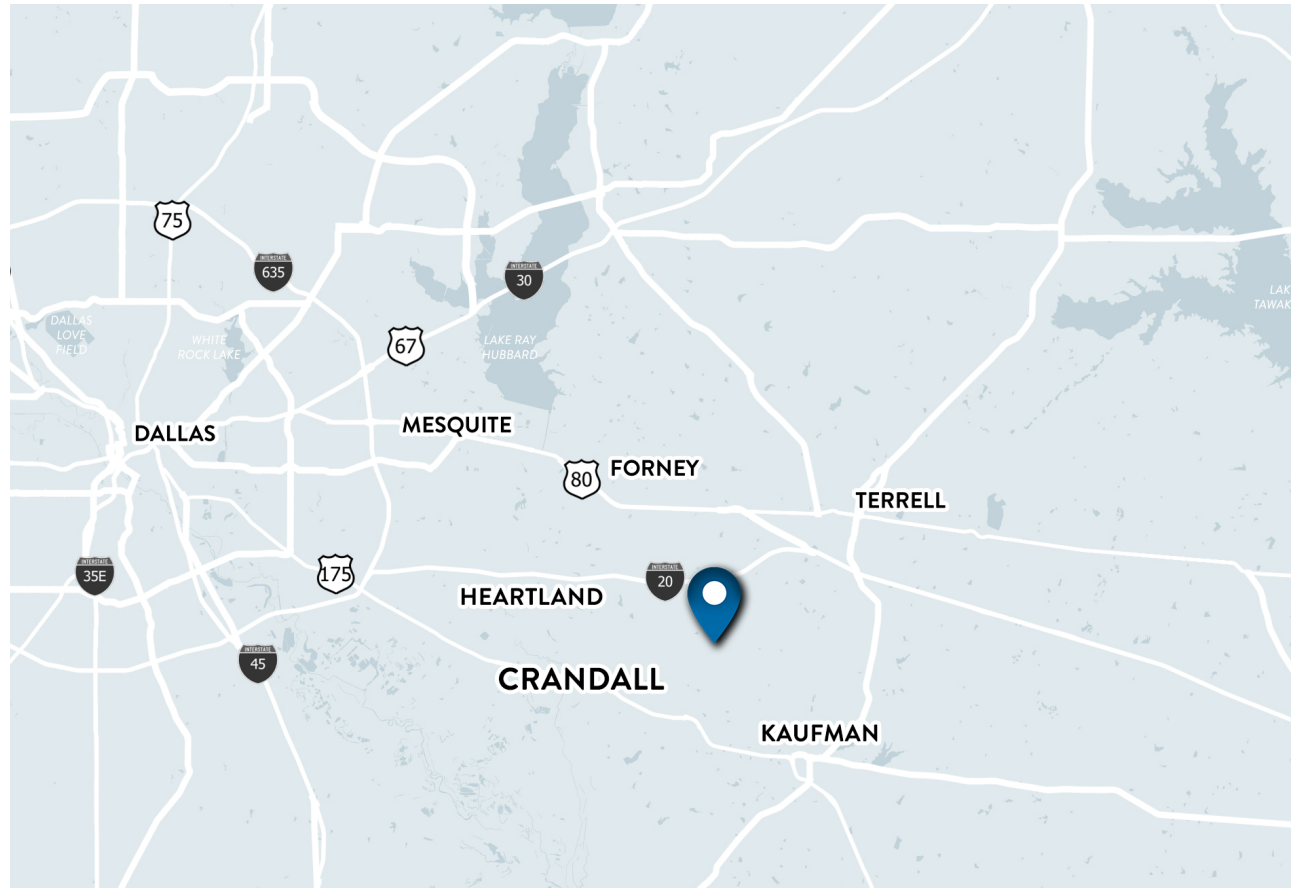 75
INTERSTATE
635
INTERSTATE
30
DALLAS
LOVE
FIELD
WHITE
ROCK LAKE
67
LAKE RAY
HUBBARD
DALLAS
MESQUITE
80
FORNEY
TERRELL
INTERSTATE
35E
175
HEARTLAND
INTERSTATE
20
INTERSTATE
45
CRANDALL
KAUFMAN